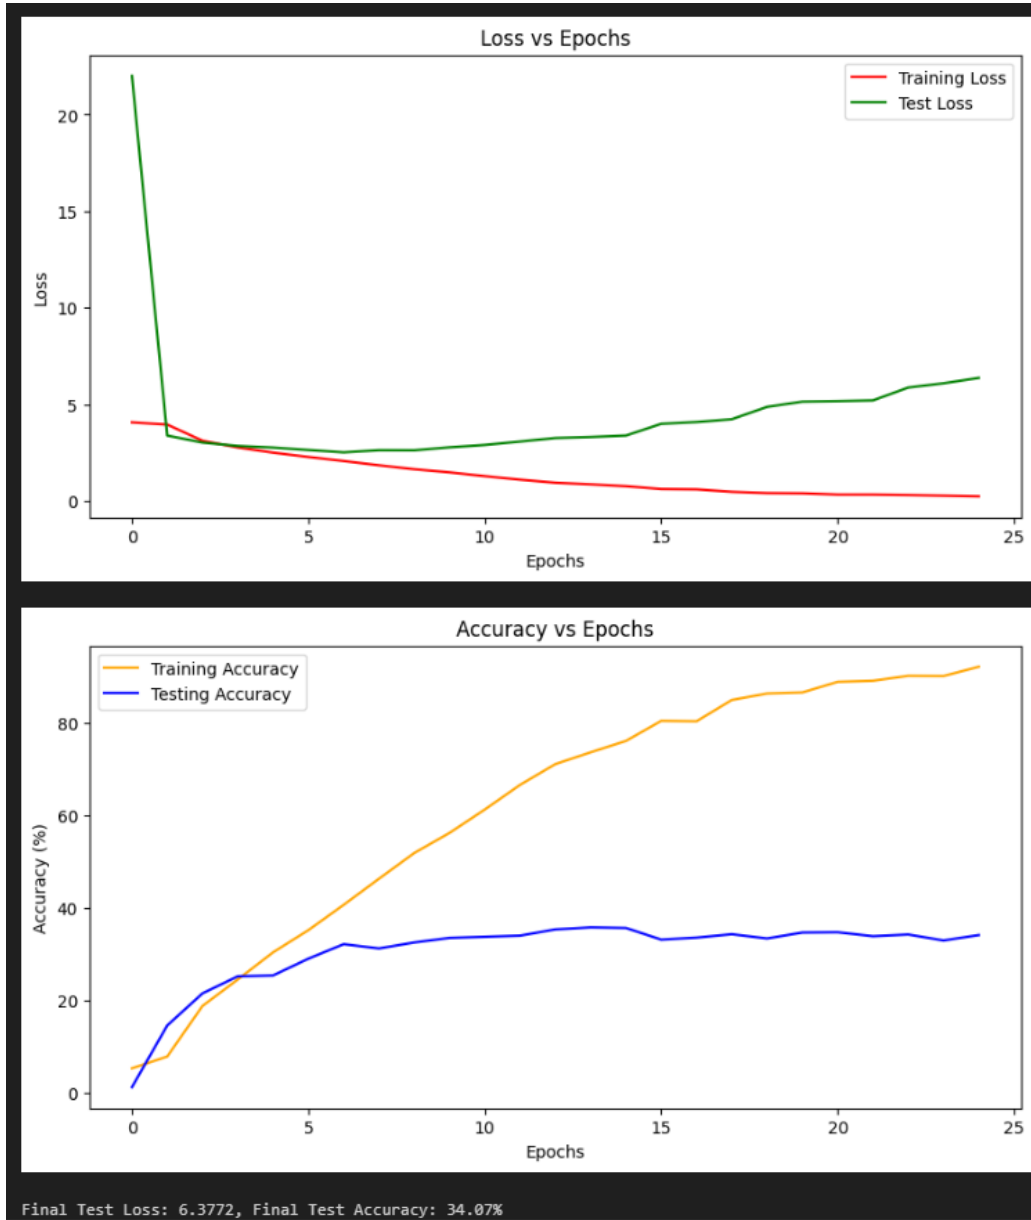 Loss vs Epochs
Training Loss
Test Loss
20
15
10
5
0
Loss
0 5 10 15 20 25
Epochs
Accuracy vs Epochs
Training Accuracy
Testing Accuracy
80
60
40
20
0
Accuracy (%)
0 5 10 15 20 25
Epochs
Final Test Loss: 6.3772, Final Test Accuracy: 34.07%